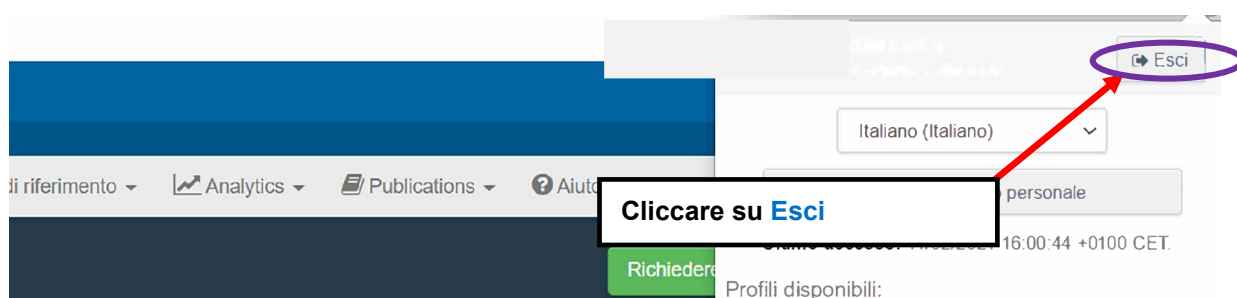 Esci
Italiano (Italiano)
di riferimento Analytics Publications Aiuto
personale
Cliccare su Esci
16:00:44 +0100 CET.
Richiedere
Profili disponibili: